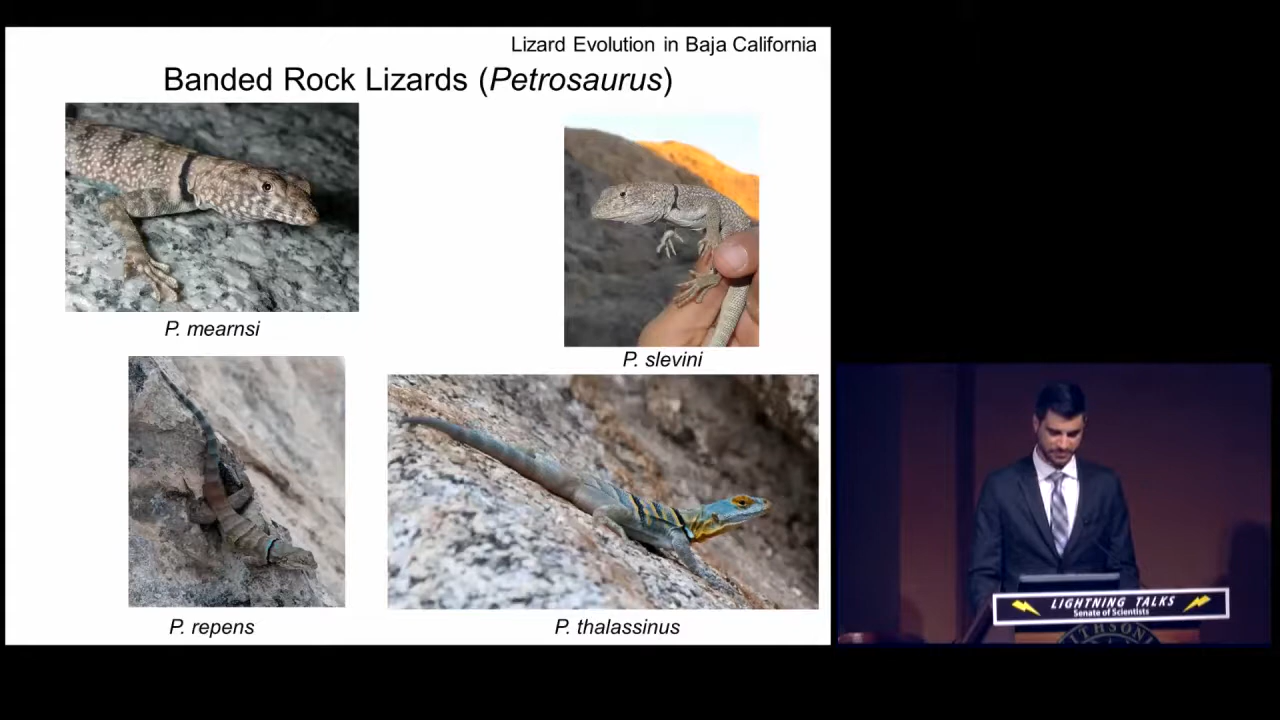 Lizard Evolution in Baja California
Banded Rock Lizards (Petrosaurus)
P. mearnsi
P. slevini
P. repens
P. thalassinus
LIGHTNING TALKS
Senate of Scientists